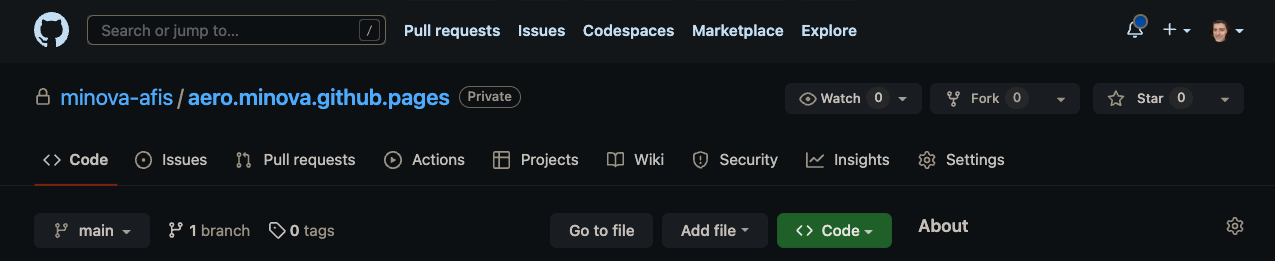 Search or jump to... / Pull requests Issues Codespaces Marketplace Explore
minova-afis / aero.minova.github.pages Private Watch 0 Fork 0 Star 0
Code Issues Pull requests Actions Projects Wiki Security Insights Settings
main 1 branch 0 tags Go to file Add file Code About